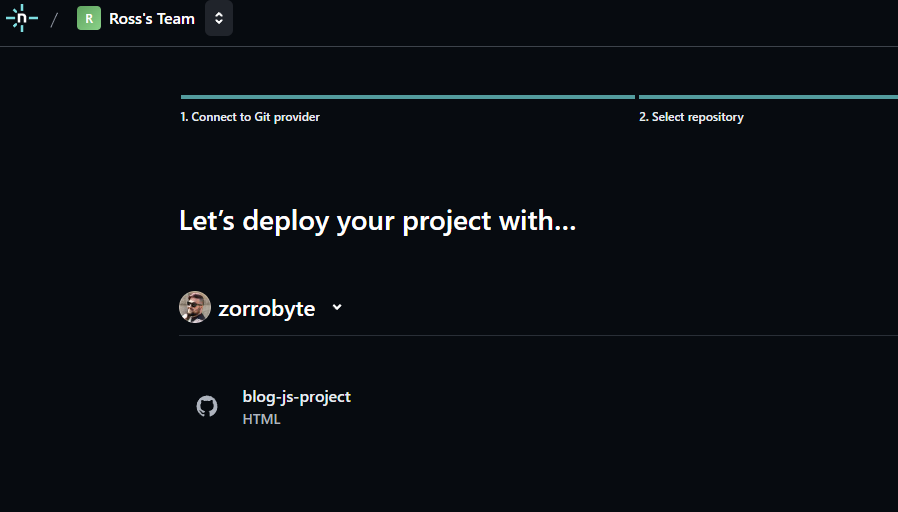 n / R Ross's Team
1. Connect to Git provider 2. Select repository
Let’s deploy your project with…
zorrobyte
blog-js-project
HTML